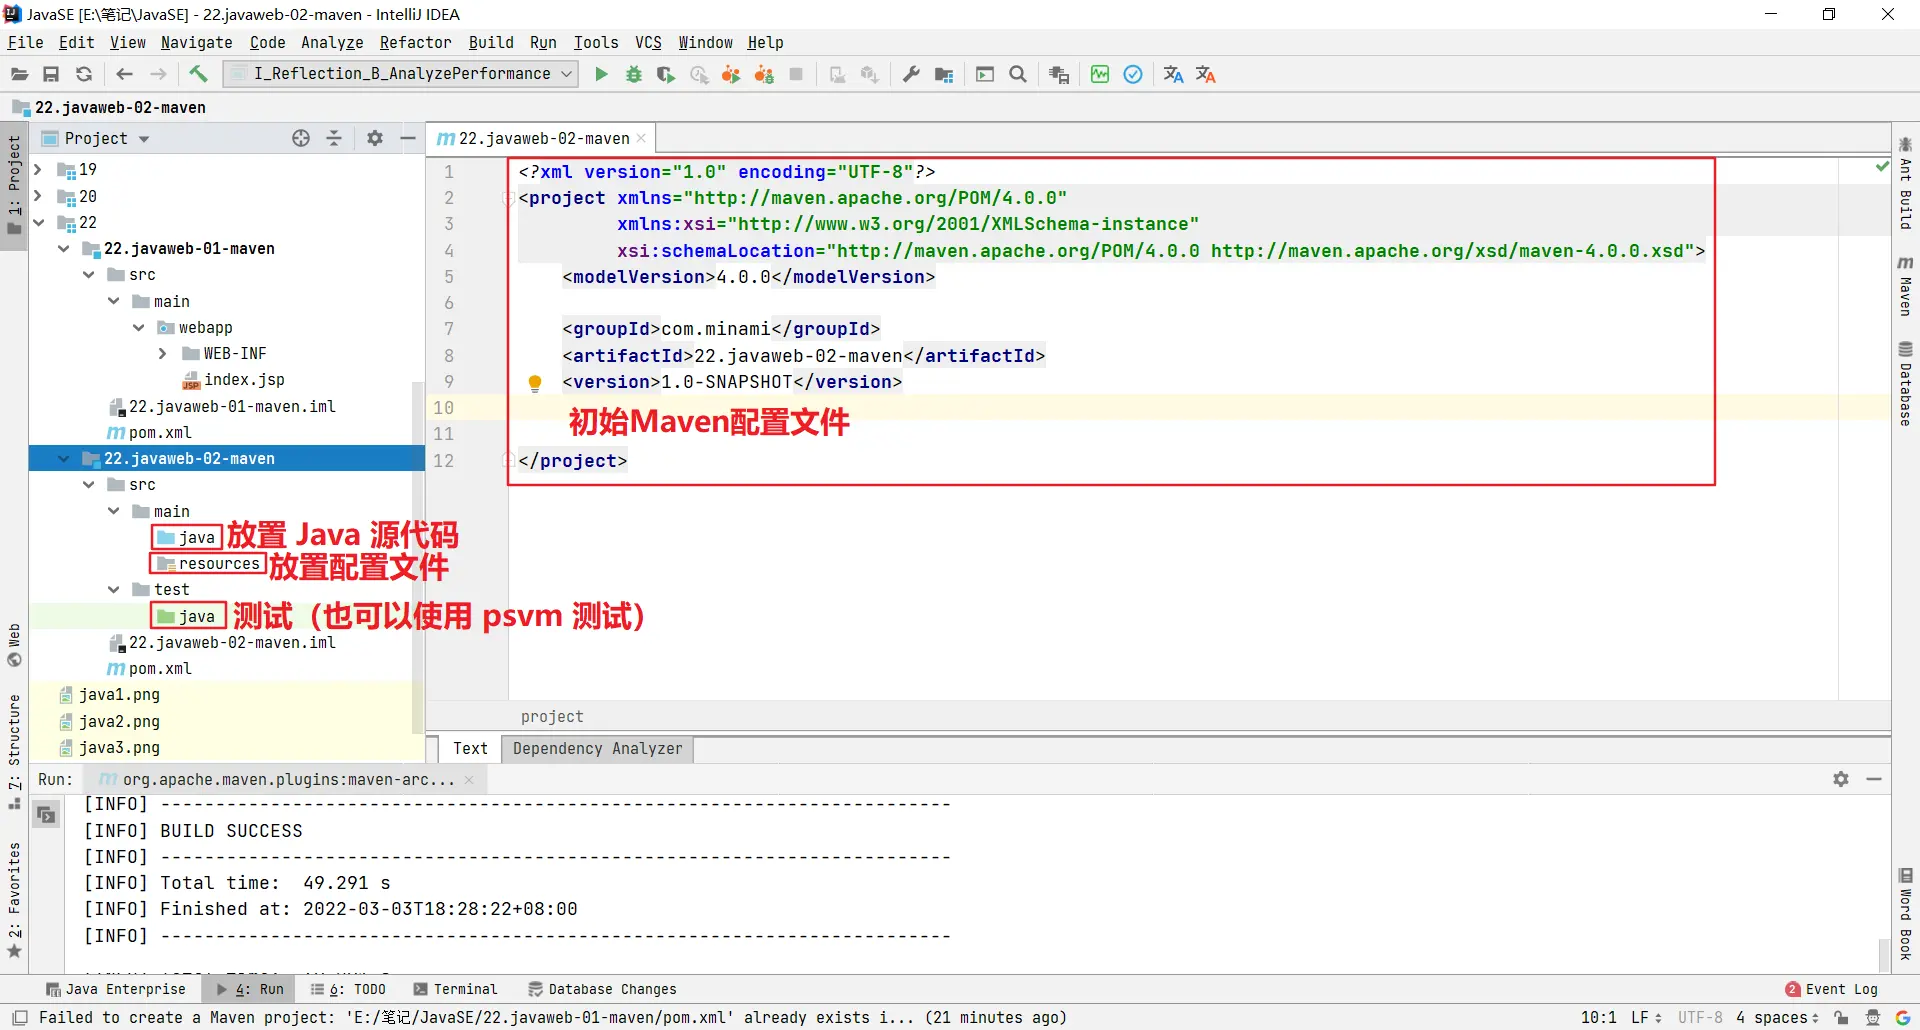 JavaSE [E:\笔记\JavaSE] - 22.javaweb-02-maven - IntelliJ IDEA
File Edit View Navigate Code Analyze Refactor Build Run Tools VCS Window Help
I_Reflection_B_AnalyzePerformance
22.javaweb-02-maven
1: Project
Project
19
20
22
22.javaweb-01-maven
src
main
webapp
WEB-INF
index.jsp
22.javaweb-01-maven.iml
pom.xml
22.javaweb-02-maven
src
main
java 放置 Java 源代码
resources 放置配置文件
test
java 测试（也可以使用 psvm 测试）
22.javaweb-02-maven.iml
pom.xml
java1.png
java2.png
java3.png
Web
7: Structure
2: Favorites
22.javaweb-02-maven
1 <?xml version="1.0" encoding="UTF-8"?>
2 <project xmlns="http://maven.apache.org/POM/4.0.0"
3 xmlns:xsi="http://www.w3.org/2001/XMLSchema-instance"
4 xsi:schemaLocation="http://maven.apache.org/POM/4.0.0 http://maven.apache.org/xsd/maven-4.0.0.xsd">
5 <modelVersion>4.0.0</modelVersion>
6
7 <groupId>com.minami</groupId>
8 <artifactId>22.javaweb-02-maven</artifactId>
9 <version>1.0-SNAPSHOT</version>
10
初始Maven配置文件
11
12 </project>
project
Text Dependency Analyzer
Ant Build
Maven
Database
Word Book
Run: org.apache.maven.plugins:maven-arc...
[INFO] ------------------------------------------------------------------------
[INFO] BUILD SUCCESS
[INFO] ------------------------------------------------------------------------
[INFO] Total time:  49.291 s
[INFO] Finished at: 2022-03-03T18:28:22+08:00
[INFO] ------------------------------------------------------------------------
Java Enterprise 4: Run 6: TODO Terminal Database Changes 2 Event Log
Failed to create a Maven project: 'E:/笔记/JavaSE/22.javaweb-01-maven/pom.xml' already exists i... (21 minutes ago) 10:1 LF UTF-8 4 spaces